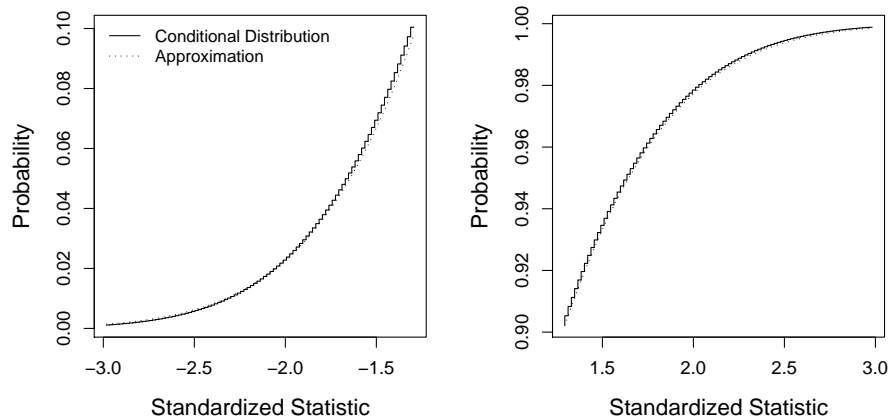 Conditional Distribution
Approximation
Probability
0.00 0.02 0.04 0.06 0.08 0.10
−3.0 −2.5 −2.0 −1.5
Standardized Statistic
Probability
0.90 0.92 0.94 0.96 0.98 1.00
1.5 2.0 2.5 3.0
Standardized Statistic